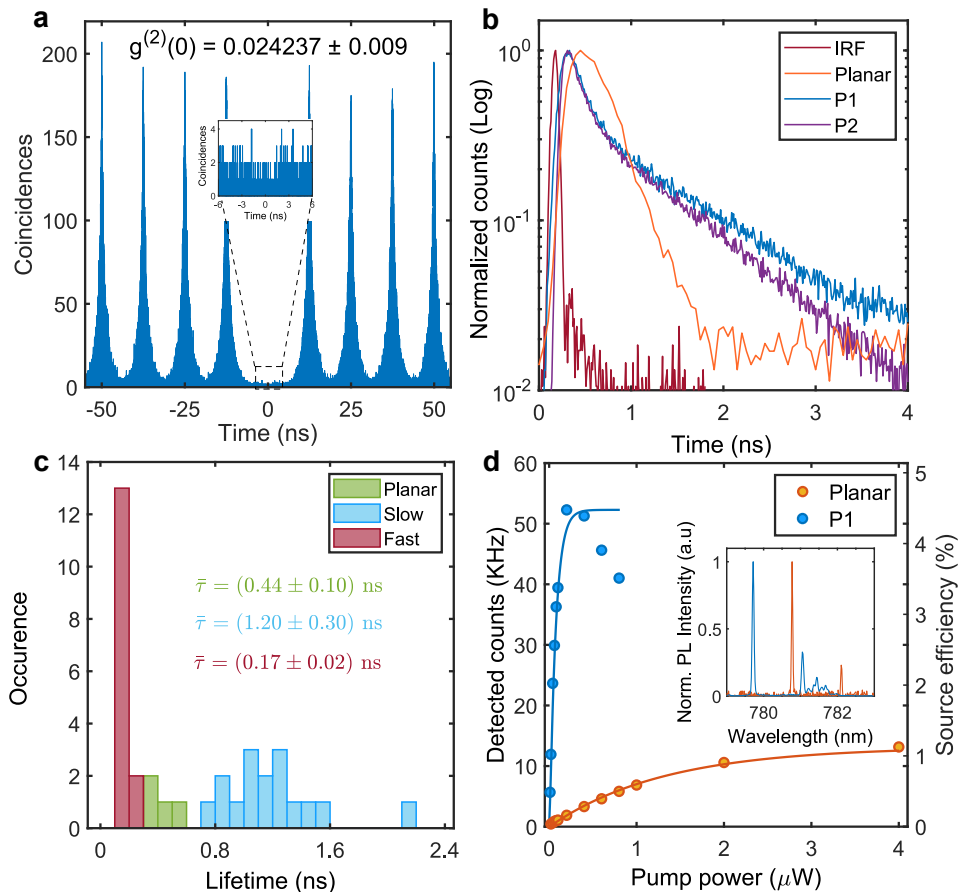 a
g⁽²⁾(0) = 0.024237 ± 0.009
200
150
100
50
0
Coincidences
4
2
0
Coincidences
-6 -3 0 3 6
Time (ns)
-50 -25 0 25 50
Time (ns)
b
10⁰
10⁻¹
10⁻²
Normalized counts (Log)
IRF
Planar
P1
P2
0 1 2 3 4
Time (ns)
c
14
12
10
8
6
4
2
0
Occurence
Planar
Slow
Fast
τ̄ = (0.44 ± 0.10) ns
τ̄ = (1.20 ± 0.30) ns
τ̄ = (0.17 ± 0.02) ns
0 0.8 1.6 2.4
Lifetime (ns)
d
60
50
40
30
20
10
0
Detected counts (KHz)
Planar
P1
1
0.5
0
Norm. PL Intensity (a.u)
780 782
Wavelength (nm)
5
4
3
2
1
0
Source efficiency (%)
0 1 2 3 4
Pump power (μW)